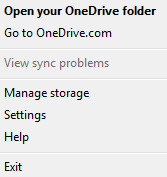 Open your OneDrive folder
Go to OneDrive.com
View sync problems
Manage storage
Settings
Help
Exit